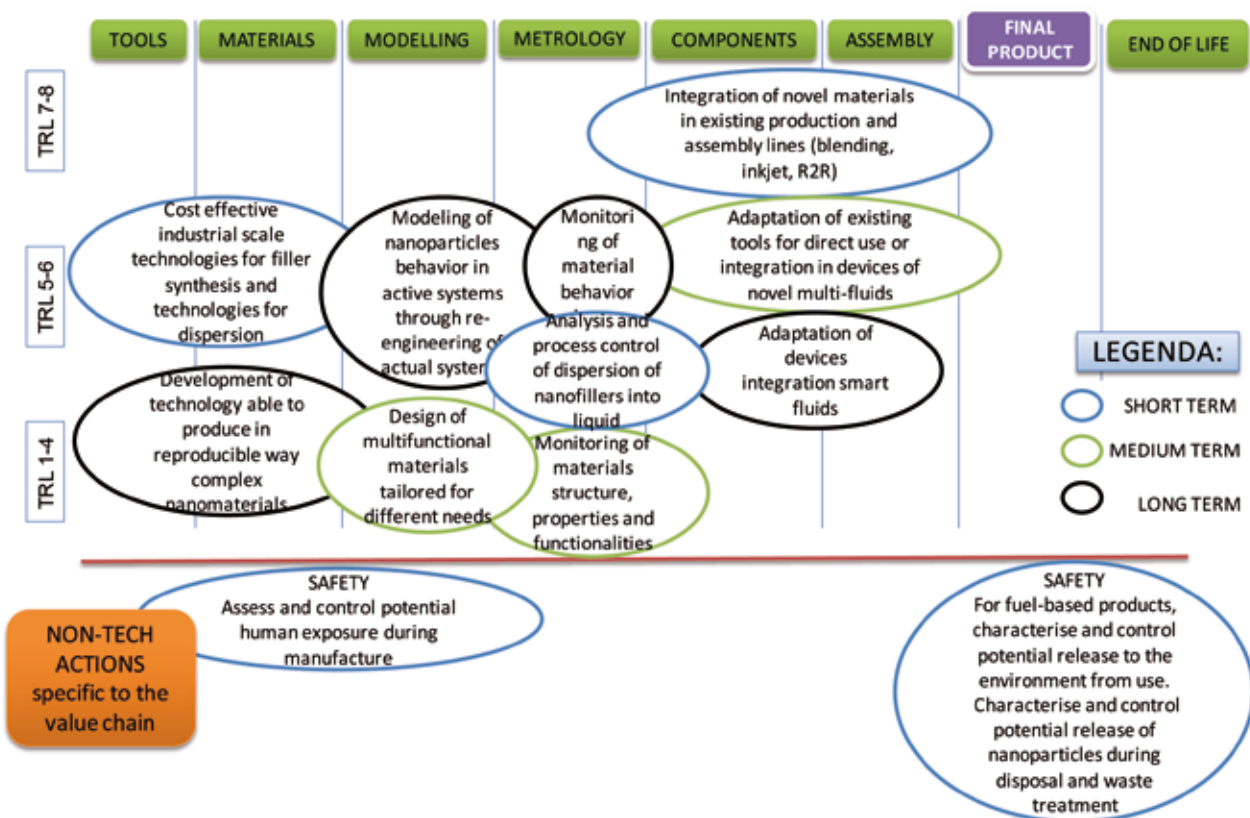 TOOLS
MATERIALS
MODELLING
METROLOGY
COMPONENTS
ASSEMBLY
FINAL
PRODUCT
END OF LIFE
TRL 7-8
Integration of novel materials
in existing production and
assembly lines (blending,
inkjet, R2R)
TRL 5-6
Cost effective
industrial scale
technologies for filler
synthesis and
technologies for
dispersion
Modeling of
nanoparticles
behavior in
active systems
through re-
engineering of
actual system
Monitori
ng of
material
behavior
Adaptation of existing
tools for direct use or
integration in devices of
novel multi-fluids
Analysis and
process control
of dispersion of
nanofillers into
liquid
Adaptation of
devices
integration smart
fluids
TRL 1-4
Development of
technology able to
produce in
reproducible way
complex
nanomaterials
Design of
multifunctional
materials
tailored for
different needs
Monitoring of
materials
structure,
properties and
functionalities
LEGENDA:
SHORT TERM
MEDIUM TERM
LONG TERM
NON-TECH
ACTIONS
specific to the
value chain
SAFETY
Assess and control potential
human exposure during
manufacture
SAFETY
For fuel-based products,
characterise and control
potential release to the
environment from use.
Characterise and control
potential release of
nanoparticles during
disposal and waste
treatment